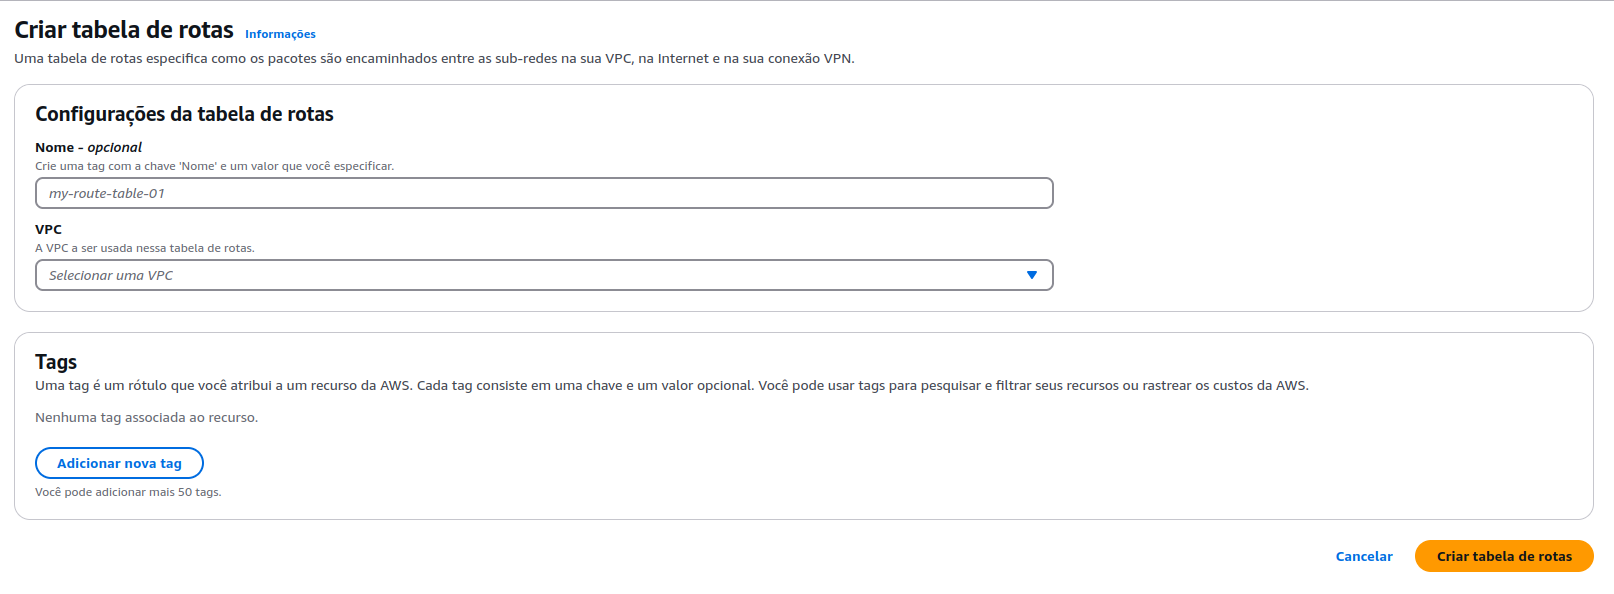 Criar tabela de rotas Informações
Uma tabela de rotas especifica como os pacotes são encaminhados entre as sub-redes na sua VPC, na Internet e na sua conexão VPN.
Configurações da tabela de rotas
Nome - opcional
Crie uma tag com a chave 'Nome' e um valor que você especificar.
my-route-table-01
VPC
A VPC a ser usada nessa tabela de rotas.
Selecionar uma VPC
Tags
Uma tag é um rótulo que você atribui a um recurso da AWS. Cada tag consiste em uma chave e um valor opcional. Você pode usar tags para pesquisar e filtrar seus recursos ou rastrear os custos da AWS.
Nenhuma tag associada ao recurso.
Adicionar nova tag
Você pode adicionar mais 50 tags.
Cancelar Criar tabela de rotas